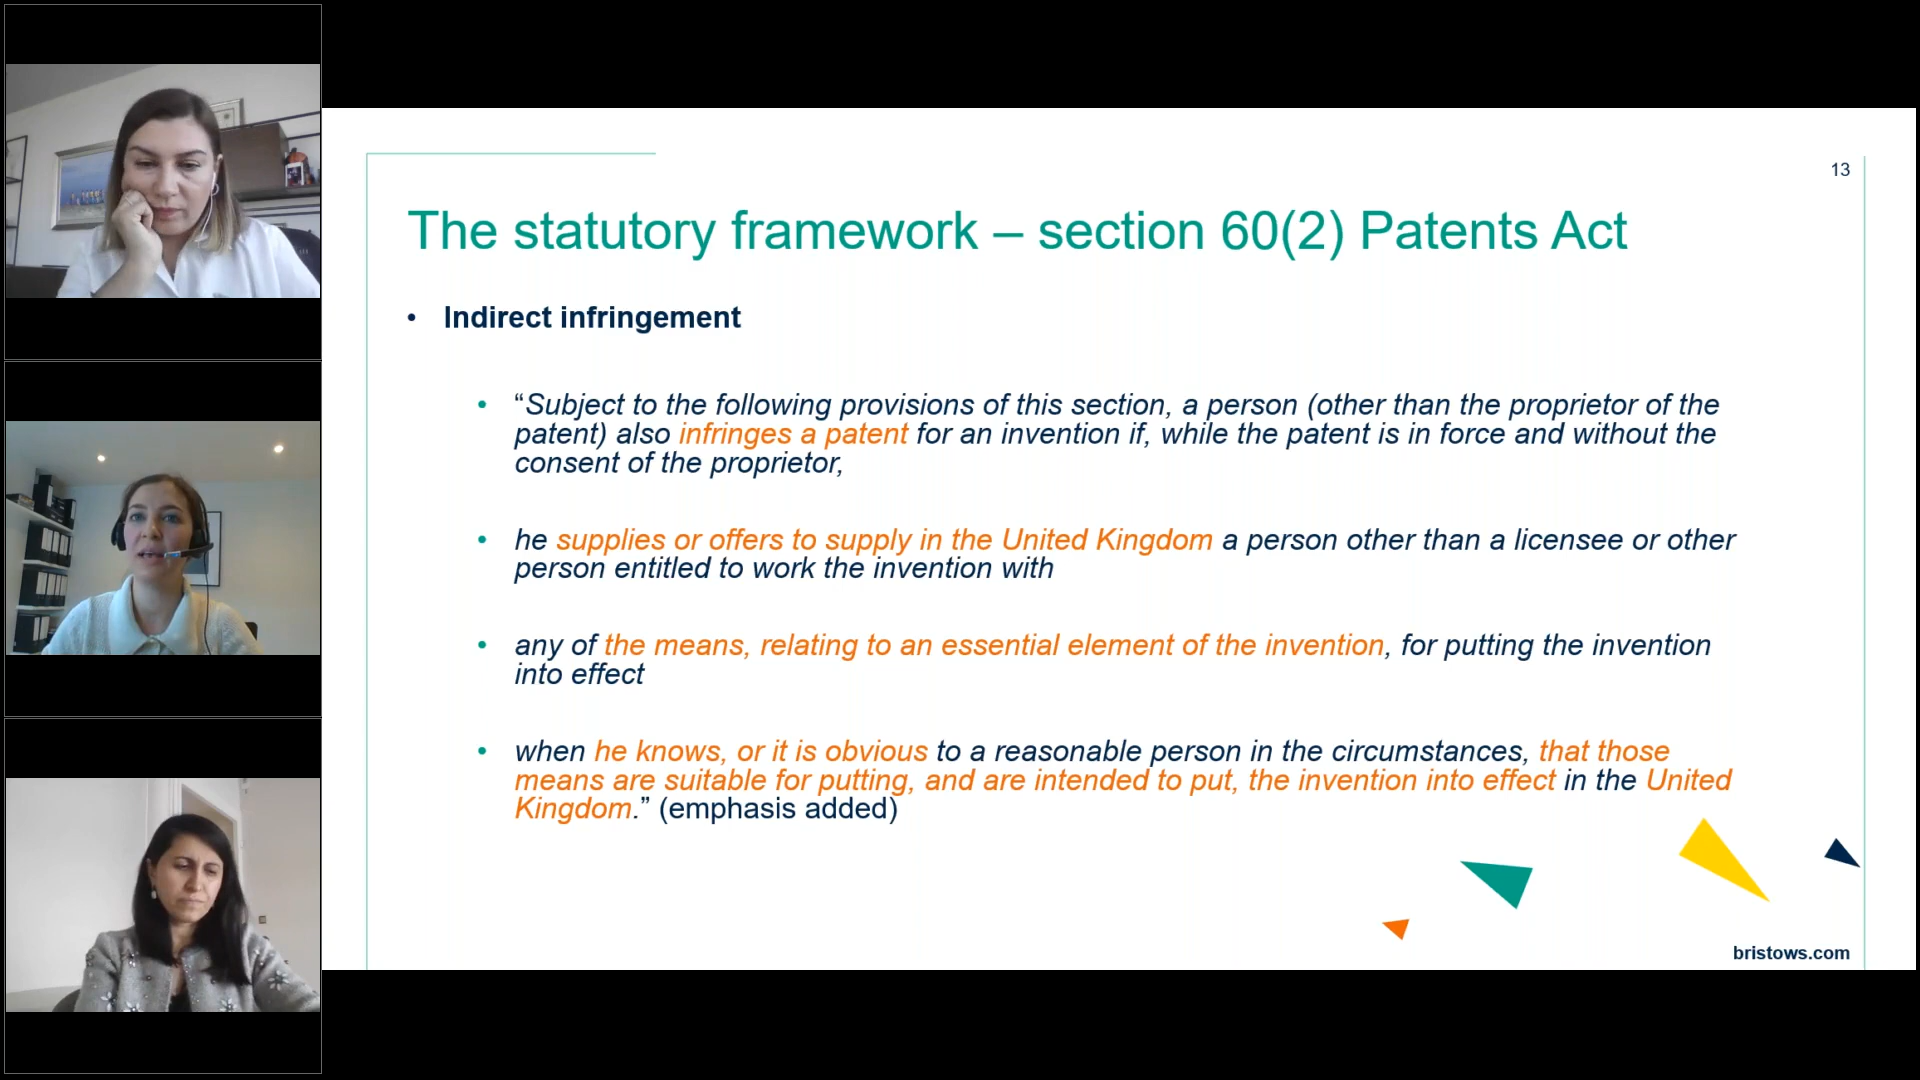 13
The statutory framework – section 60(2) Patents Act
• Indirect infringement
• “Subject to the following provisions of this section, a person (other than the proprietor of the
patent) also infringes a patent for an invention if, while the patent is in force and without the
consent of the proprietor,
• he supplies or offers to supply in the United Kingdom a person other than a licensee or other
person entitled to work the invention with
• any of the means, relating to an essential element of the invention, for putting the invention
into effect
• when he knows, or it is obvious to a reasonable person in the circumstances, that those
means are suitable for putting, and are intended to put, the invention into effect in the United
Kingdom.” (emphasis added)
bristows.com